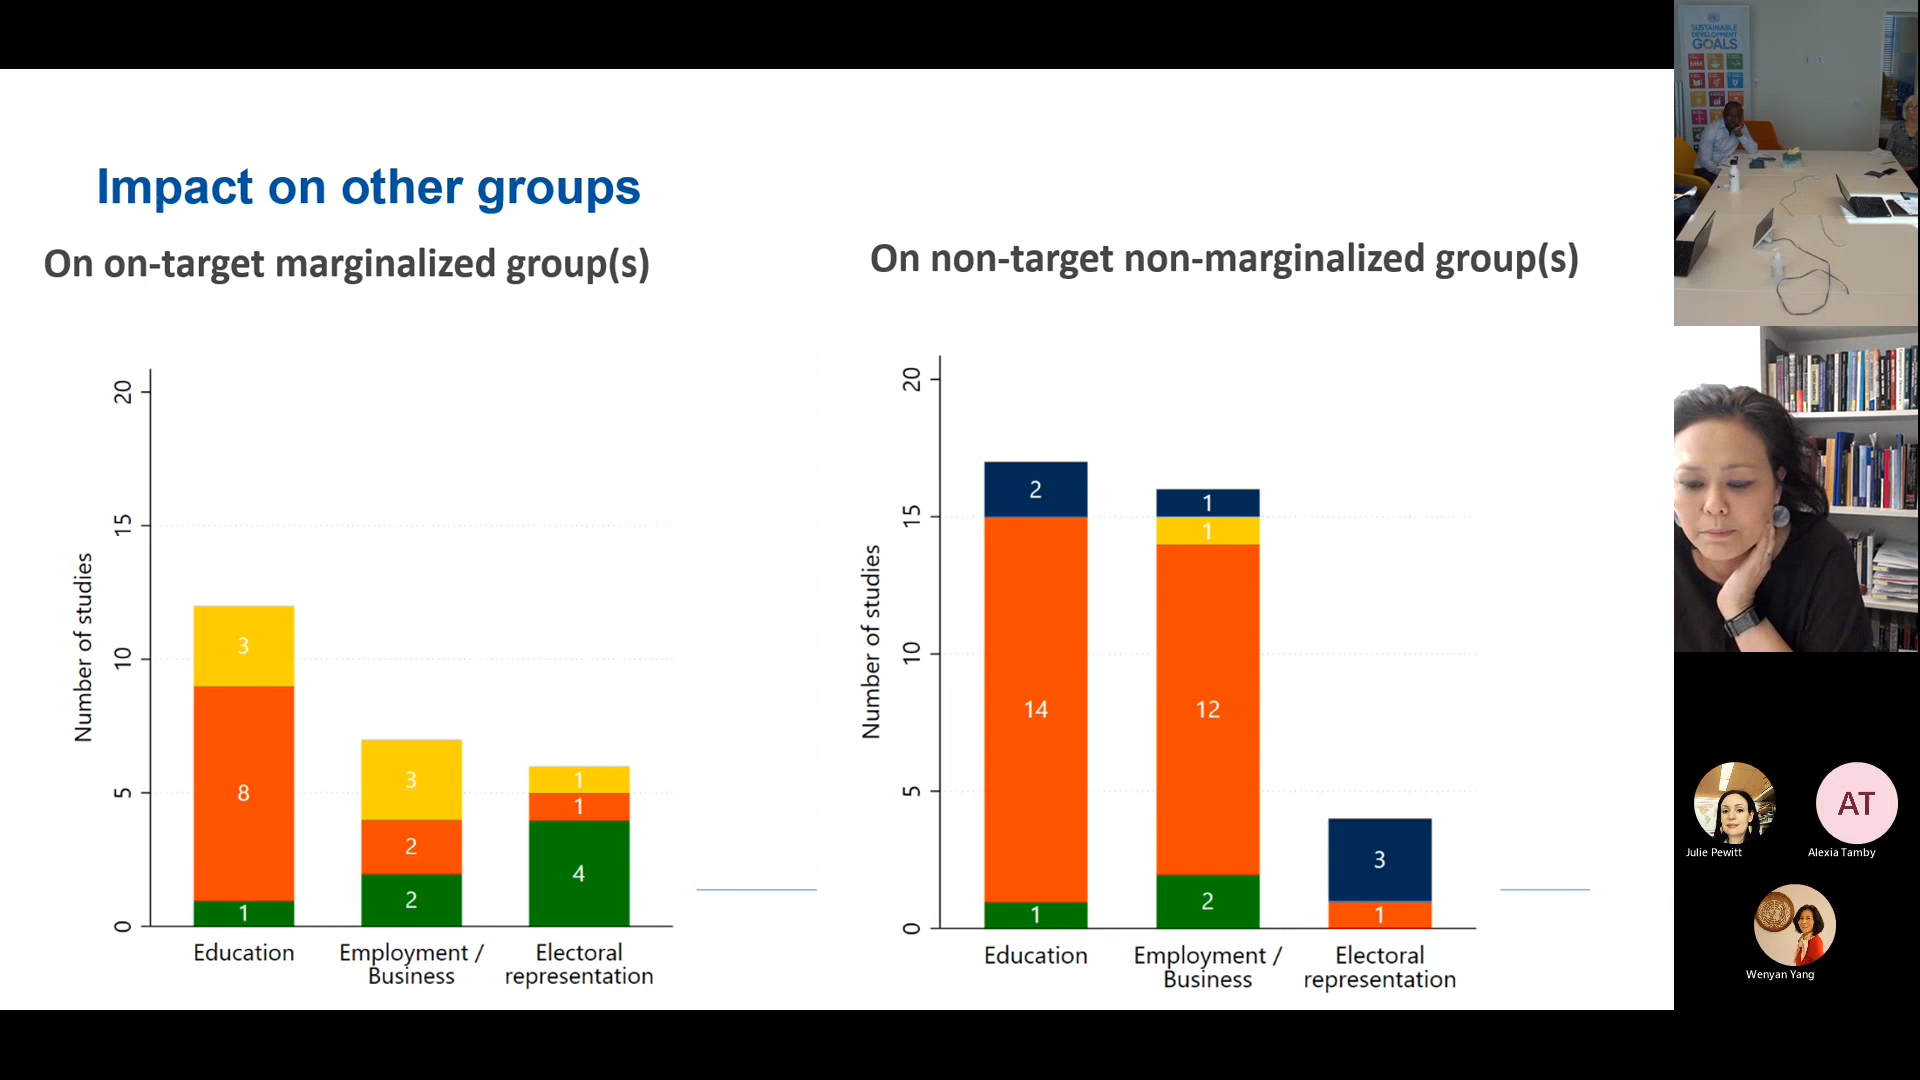 Impact on other groups
On on-target marginalized group(s)
On non-target non-marginalized group(s)
Number of studies
20
15
10
5
0
3
8
1
3
2
2
1
1
4
Education
Employment /
Business
Electoral
representation
Number of studies
20
15
10
5
0
2
14
1
1
1
12
2
3
1
Education
Employment /
Business
Electoral
representation
SUSTAINABLE
DEVELOPMENT
GOALS
AT
Julie Pewitt
Alexia Tamby
Wenyan Yang